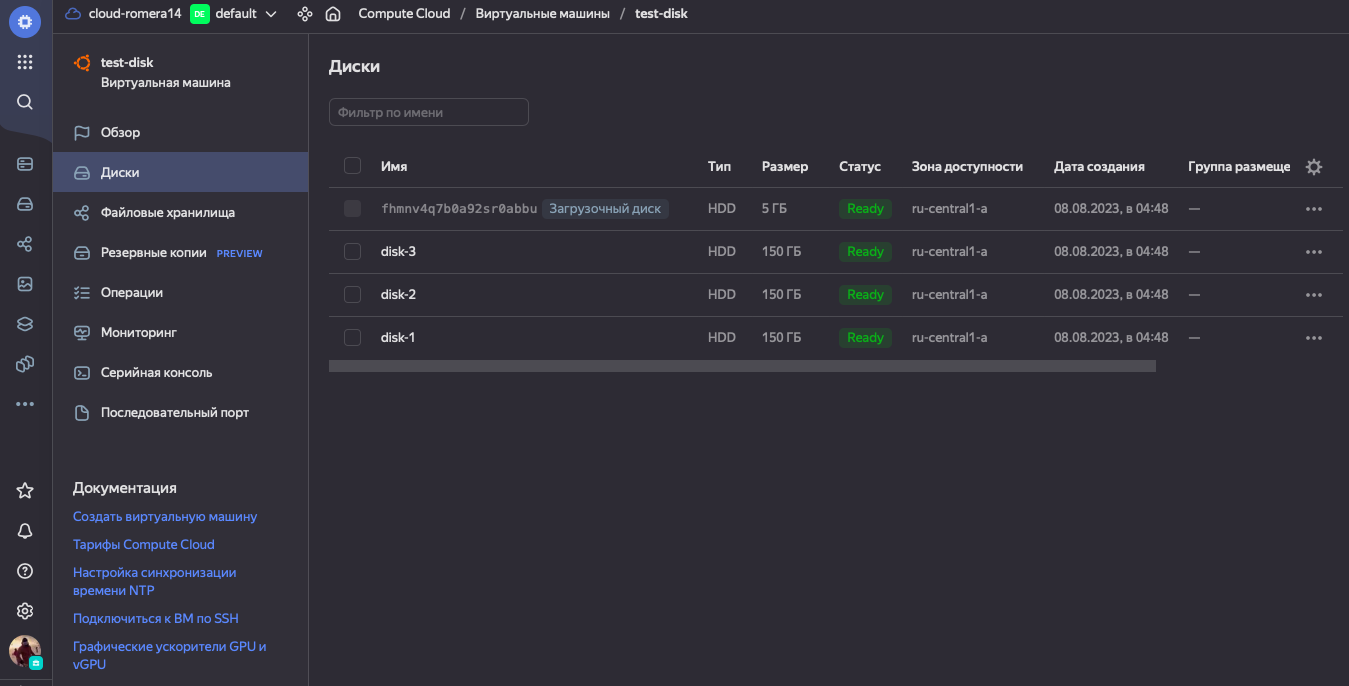 cloud-romera14 DE default Compute Cloud / Виртуальные машины / test-disk
test-disk
Виртуальная машина
Обзор
Диски
Файловые хранилища
Резервные копии PREVIEW
Операции
Мониторинг
Серийная консоль
Последовательный порт
Документация
Создать виртуальную машину
Тарифы Compute Cloud
Настройка синхронизации
времени NTP
Подключиться к ВМ по SSH
Графические ускорители GPU и
vGPU
Диски
Фильтр по имени
Имя Тип Размер Статус Зона доступности Дата создания Группа размеще
fhmnv4q7b0a92sr0abbu Загрузочный диск HDD 5 ГБ Ready ru-central1-a 08.08.2023, в 04:48 —
disk-3 HDD 150 ГБ Ready ru-central1-a 08.08.2023, в 04:48 —
disk-2 HDD 150 ГБ Ready ru-central1-a 08.08.2023, в 04:48 —
disk-1 HDD 150 ГБ Ready ru-central1-a 08.08.2023, в 04:48 —